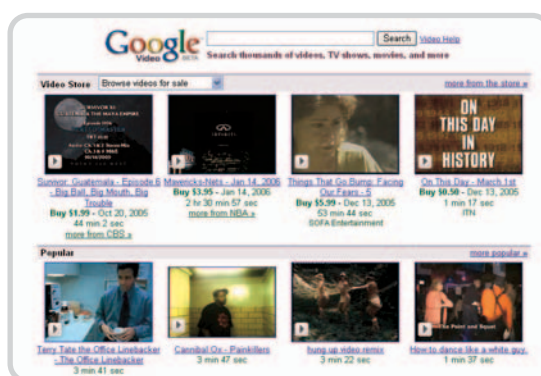 Google
Video BETA
Search
Video Help
Search thousands of videos, TV shows, movies, and more
Video Store
Browse videos for sale
more from the store »
INFINITI
ON
THIS DAY
IN
HISTORY
Survivor, Guatemala - Episode 6
- Big Ball, Big Mouth, Big
Trouble
Buy $1.99 - Oct 20, 2005
44 min 2 sec
more from CBS »
Mavericks-Nets - Jan 14, 2006
Buy $3.95 - Jan 14, 2006
2 hr 30 min 57 sec
more from NBA »
Things That Go Bump: Facing
Our Fears - 5
Buy $5.99 - Dec 13, 2005
53 min 44 sec
SOFA Entertainment
On This Day - March 1st
Buy $0.50 - Dec 13, 2005
1 min 17 sec
ITN
Popular
more popular »
Point and Squat
Terry Tate the Office Linebacker
- The Office Linebacker
3 min 41 sec
Cannibal Ox - Painkillers
3 min 47 sec
hung up video remix
3 min 22 sec
How to dance like a white guy.
1 min 37 sec